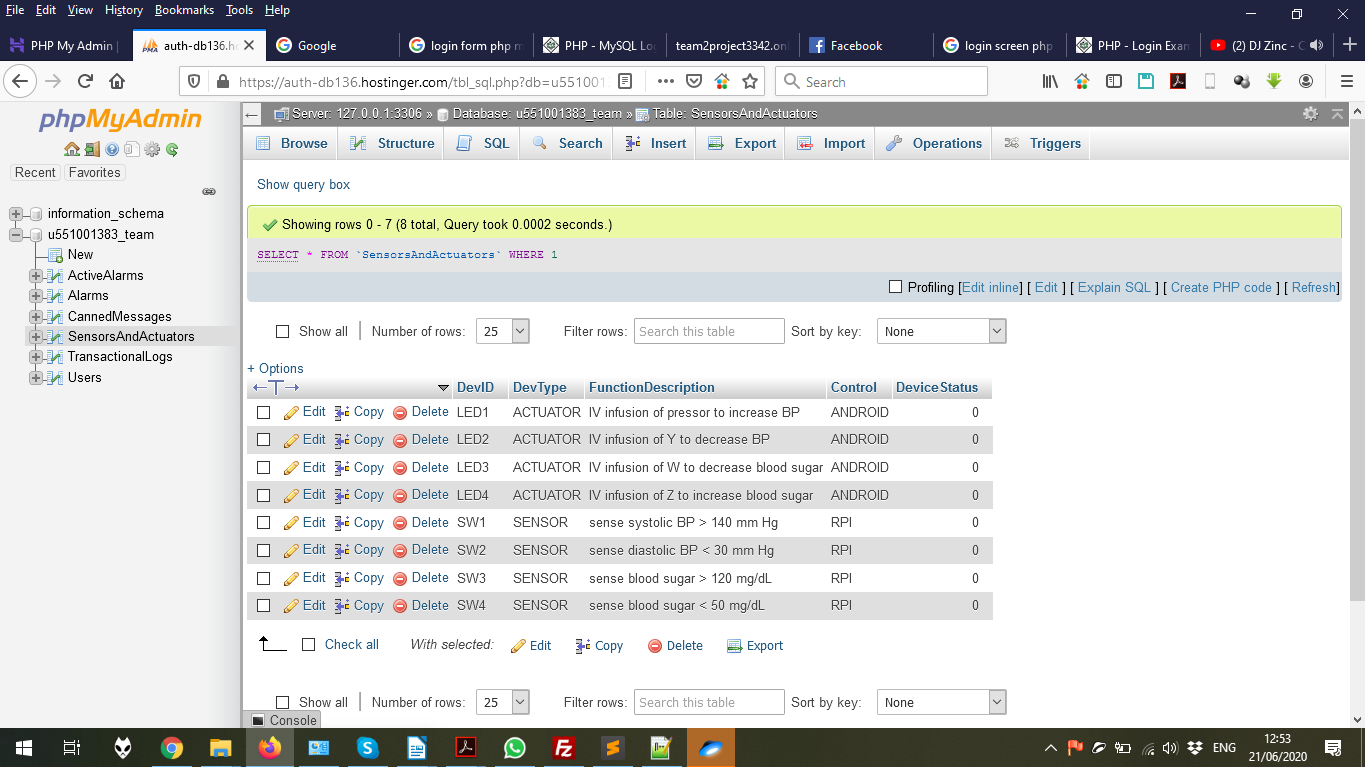 File Edit View History Bookmarks Tools Help
PHP My Admin | auth-db136.h Google login form php m PHP - MySQL Lo team2project3342.onl Facebook login screen php PHP - Login Exam (2) DJ Zinc - C
https://auth-db136.hostinger.com/tbl_sql.php?db=u551001 Search
phpMyAdmin
Recent Favorites
information_schema
u551001383_team
New
ActiveAlarms
Alarms
CannedMessages
SensorsAndActuators
TransactionalLogs
Users
Server: 127.0.0.1:3306 » Database: u551001383_team » Table: SensorsAndActuators
Browse Structure SQL Search Insert Export Import Operations Triggers
Show query box
Showing rows 0 - 7 (8 total, Query took 0.0002 seconds.)
SELECT * FROM `SensorsAndActuators` WHERE 1
Profiling [Edit inline] [ Edit ] [ Explain SQL ] [ Create PHP code ] [ Refresh]
Show all | Number of rows: 25 Filter rows: Search this table Sort by key: None
+ Options
←T→ DevID DevType FunctionDescription Control DeviceStatus
Edit Copy Delete LED1 ACTUATOR IV infusion of pressor to increase BP ANDROID 0
Edit Copy Delete LED2 ACTUATOR IV infusion of Y to decrease BP ANDROID 0
Edit Copy Delete LED3 ACTUATOR IV infusion of W to decrease blood sugar ANDROID 0
Edit Copy Delete LED4 ACTUATOR IV infusion of Z to increase blood sugar ANDROID 0
Edit Copy Delete SW1 SENSOR sense systolic BP > 140 mm Hg RPI 0
Edit Copy Delete SW2 SENSOR sense diastolic BP < 30 mm Hg RPI 0
Edit Copy Delete SW3 SENSOR sense blood sugar > 120 mg/dL RPI 0
Edit Copy Delete SW4 SENSOR sense blood sugar < 50 mg/dL RPI 0
Check all With selected: Edit Copy Delete Export
Show all | Number of rows: 25 Filter rows: Search this table Sort by key: None
Console
ENG 12:53
21/06/2020